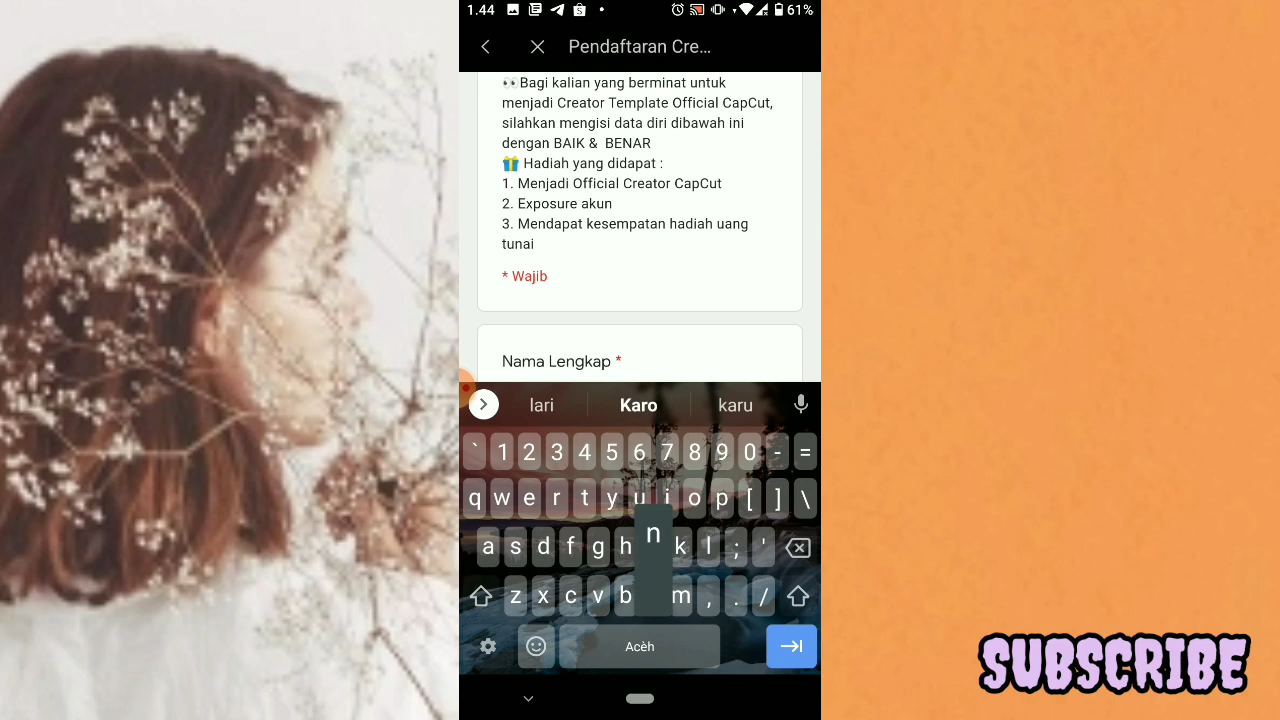 1.44 61%
Pendaftaran Cre...
👀Bagi kalian yang berminat untuk
menjadi Creator Template Official CapCut,
silahkan mengisi data diri dibawah ini
dengan BAIK & BENAR
🎁 Hadiah yang didapat :
1. Menjadi Official Creator CapCut
2. Exposure akun
3. Mendapat kesempatan hadiah uang
tunai
* Wajib
Nama Lengkap *
lari Karo karu
` 1 2 3 4 5 6 7 8 9 0 - =
q w e r t y u i o p [ ] \
n
a s d f g h k l ; '
z x c v b m , . /
Acèh
SUBSCRIBE